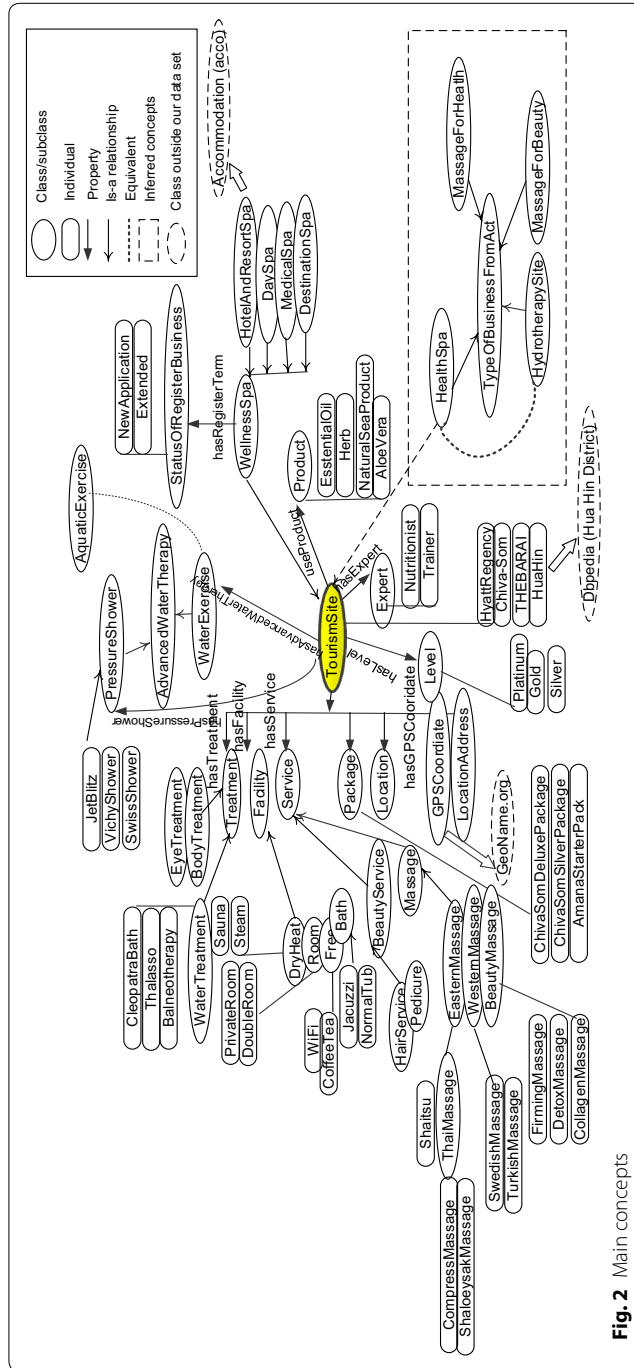 Class/subclass
Individual
Property
Is-a relationship
Equivalent
Inferred concepts
Class outside our data set
Accommodation (acco)
AquaticExercise
NewApplication
Extended
StatusOfRegisterBusiness
hasRegisterTerm
WellnessSpa
HotelAndResortSpa
DaySpa
MedicalSpa
DestinationSpa
JetBlitz
VichyShower
SwissShower
PressureShower
AdvancedWaterTherapy
WaterExercise
hasPressureShower
hasAdvancedWaterTherapy
useProduct
Product
EsstentialOil
Herb
NaturalSeaProduct
AloeVera
TourismSite
hasExpert
Expert
Nutritionist
Trainer
HyattRegency
Chiva-Som
THEBARAI
HuaHin
Dbpedia (Hua Hin District)
HealthSpa
TypeOfBusinessFromAct
HydrotherapySite
MassageForHealth
MassageForBeauty
hasLevel
Level
Platinum
Gold
Silver
hasTreatment
hasFacility
hasService
EyeTreatment
BodyTreatment
Treatment
Facility
Service
Package
Location
hasGPSCooridate
GPSCoordiate
LocationAddress
GeoName.org
CleopatraBath
Thalasso
Balneotherapy
WaterTreatment
Sauna
Steam
PrivateRoom
DoubleRoom
DryHeat
Room
Free
Bath
WiFi
CoffeeTea
Jacuzzi
NormalTub
BeautyService
HairService
Pedicure
Massage
EasternMassage
WesternMassage
BeautyMassage
ChivaSomDeluxePackage
ChivaSomSilverPackage
AmanaStarterPack
Shaitsu
ThaiMassage
CompressMassage
ShaloeysakMassage
SwedishMassage
TurkishMassage
FirmingMassage
DetoxMassage
CollagenMassage
Fig. 2 Main concepts